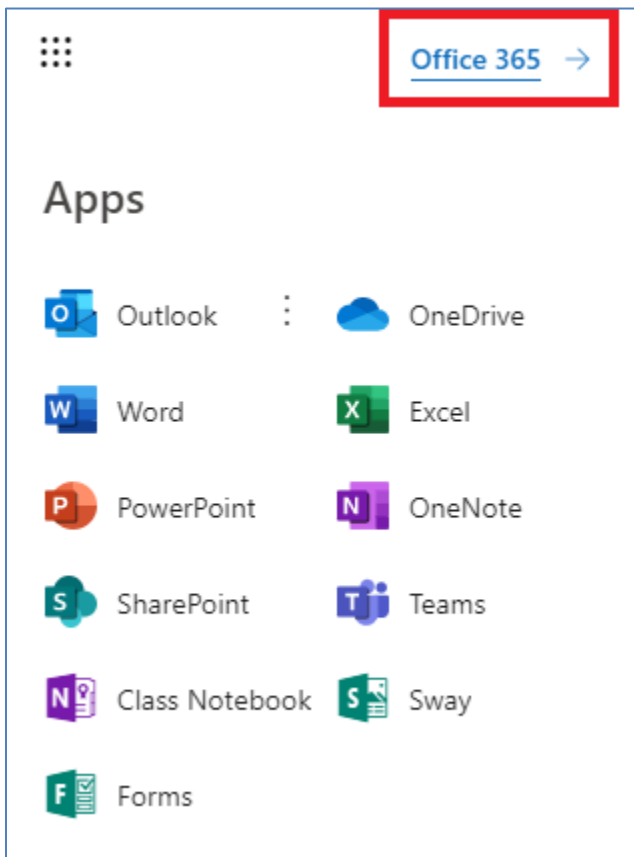 Office 365 →
Apps
Outlook OneDrive
Word Excel
PowerPoint OneNote
SharePoint Teams
Class Notebook Sway
Forms